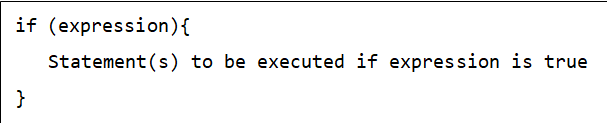 if (expression){
Statement(s) to be executed if expression is true
}